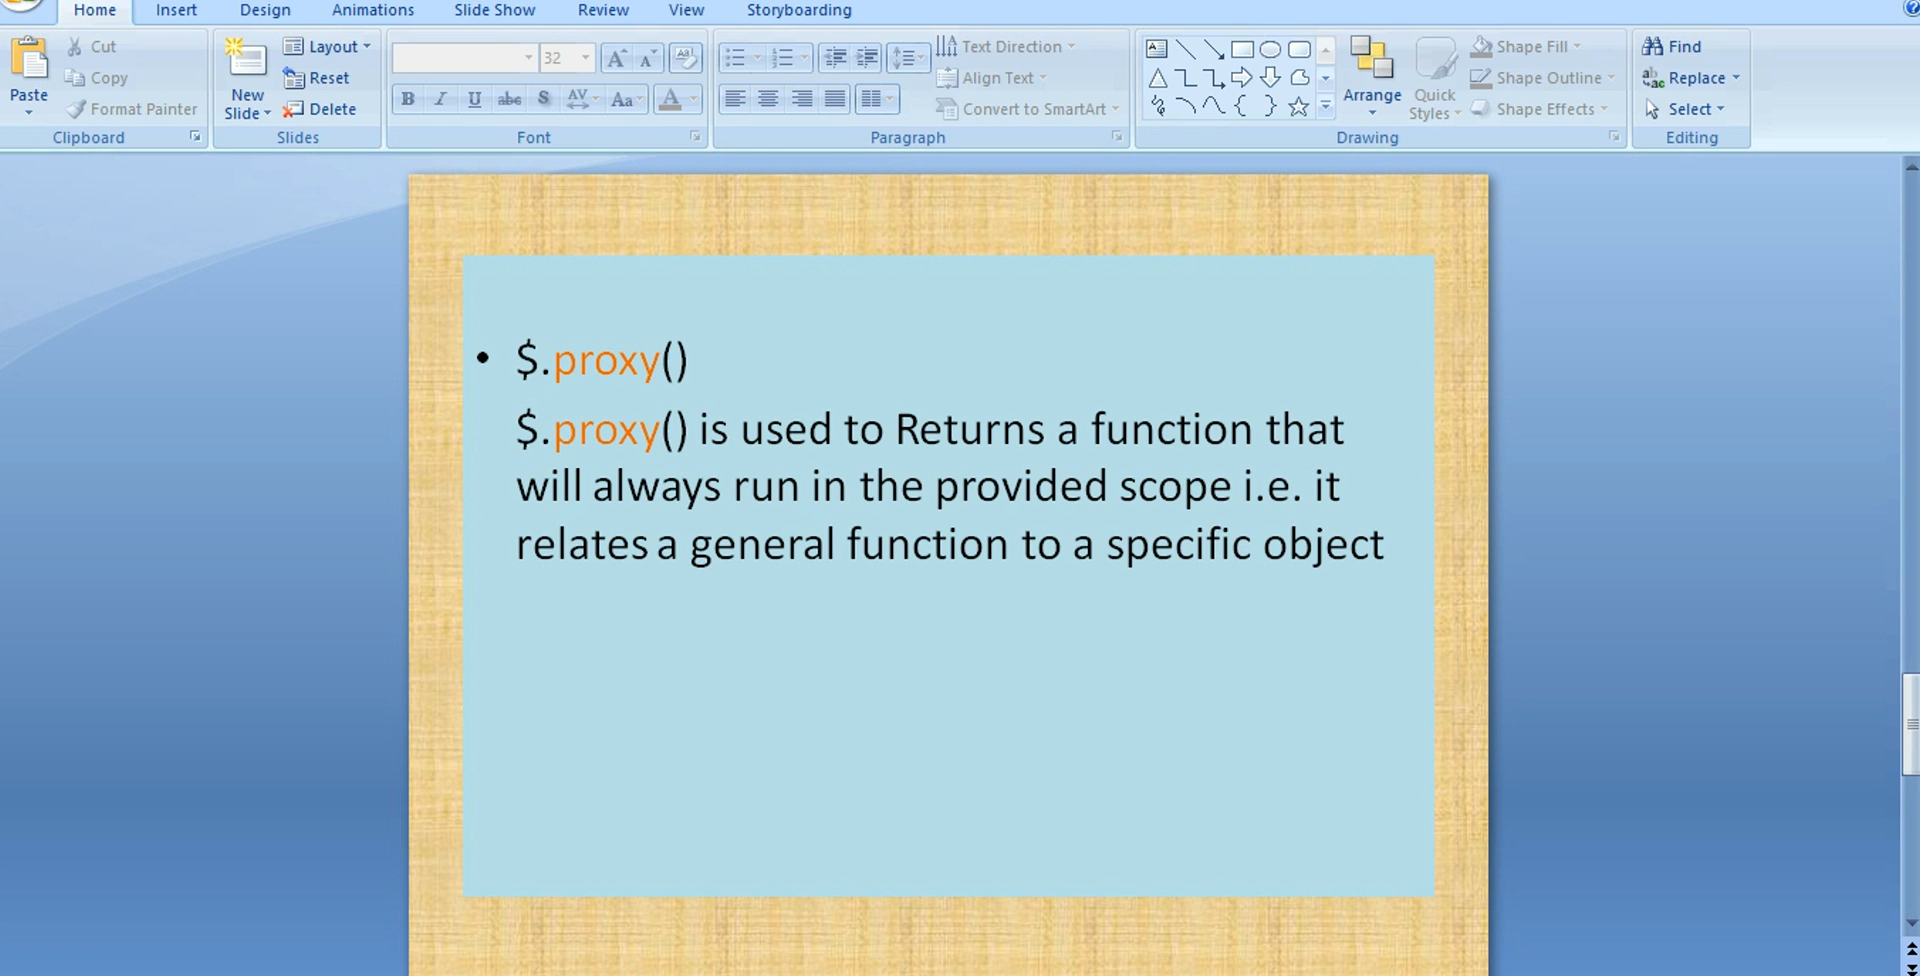 Home Insert Design Animations Slide Show Review View Storyboarding
Paste
Cut
Copy
Format Painter
Clipboard
New Slide
Layout
Reset
Delete
Slides
32
B I U abc S AV Aa A
Font
Text Direction
Align Text
Convert to SmartArt
Paragraph
Arrange
Quick Styles
Shape Fill
Shape Outline
Shape Effects
Drawing
Find
Replace
Select
Editing
• $.proxy()
$.proxy() is used to Returns a function that
will always run in the provided scope i.e. it
relates a general function to a specific object